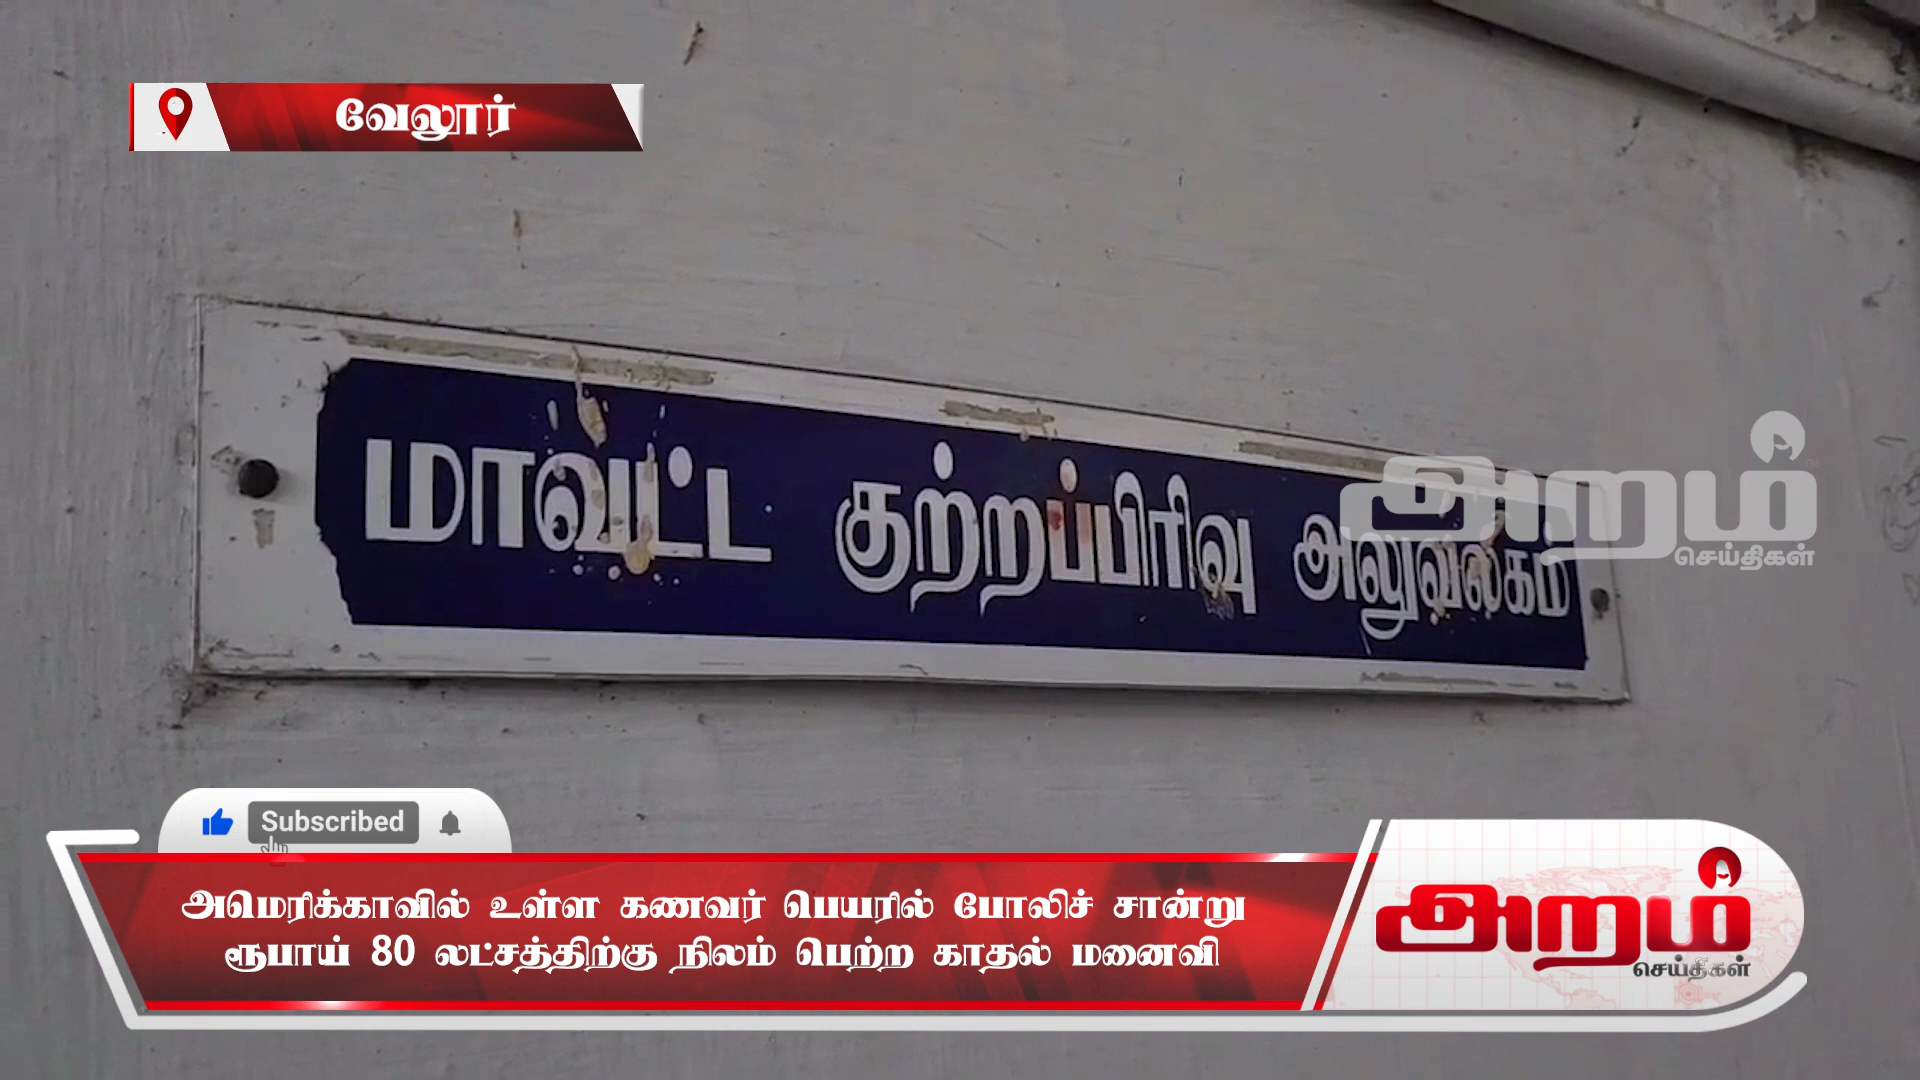 வேலூர்
மாவட்ட குற்றப்பிரிவு அலுவலகம்
அறம்
செய்திகள்
Subscribed
அமெரிக்காவில் உள்ள கணவர் பெயரில் போலிச் சான்று
ரூபாய் 80 லட்சத்திற்கு நிலம் பெற்ற காதல் மனைவி
அறம்
செய்திகள்